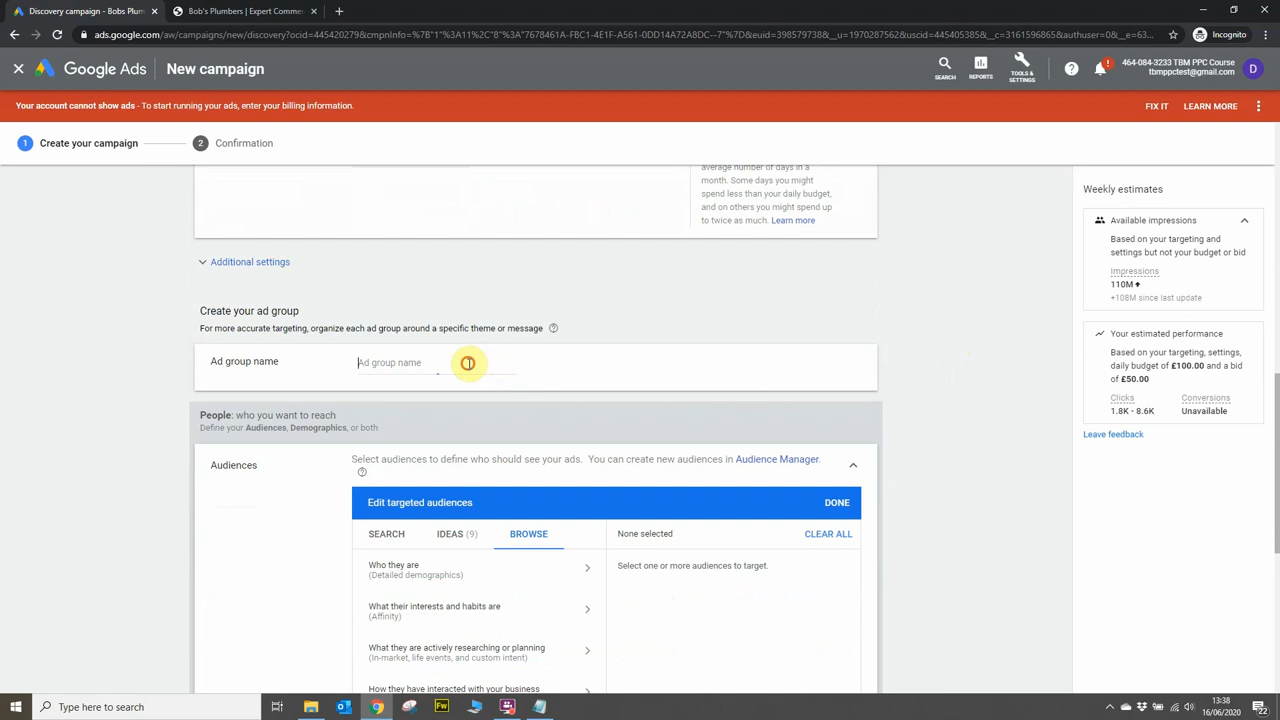 Discovery campaign - Bobs Plum
Bob's Plumbers | Expert Comme
ads.google.com/aw/campaigns/new/discovery?ocid=445420279&cmpnInfo=%7B"1%11%2C"8%3A"7678461A-FBC1-4E1F-A561-0DD14A72A8DC--7"%7D&euid=398579738&__u=1970282562&uscid=445405385&__c=3161596865&authuser=0&__e=63...
Incognito
Google Ads
New campaign
SEARCH
REPORTS
TOOLS & SETTINGS
464-084-3233 TBM PPC Course
tbmppctest@gmail.com
D
Your account cannot show ads - To start running your ads, enter your billing information.
FIX IT
LEARN MORE
1 Create your campaign
2 Confirmation
average number of days in a
month. Some days you might
spend less than your daily budget,
and on others you might spend up
to twice as much. Learn more
Additional settings
Create your ad group
For more accurate targeting, organize each ad group around a specific theme or message
Ad group name
Ad group name
People: who you want to reach
Define your Audiences, Demographics, or both
Audiences
Select audiences to define who should see your ads. You can create new audiences in Audience Manager.
Edit targeted audiences
DONE
SEARCH
IDEAS (9)
BROWSE
None selected
CLEAR ALL
Who they are
(Detailed demographics)
Select one or more audiences to target.
What their interests and habits are
(Affinity)
What they are actively researching or planning
(In-market, life events, and custom intent)
How they have interacted with your business
Weekly estimates
Available impressions
Based on your targeting and
settings but not your budget or bid
Impressions
110M
+108M since last update
Your estimated performance
Based on your targeting, settings,
daily budget of £100.00 and a bid
of £50.00
Clicks
Conversions
1.8K - 8.6K
Unavailable
Leave feedback
Type here to search
Fw
13:38
16/06/2020